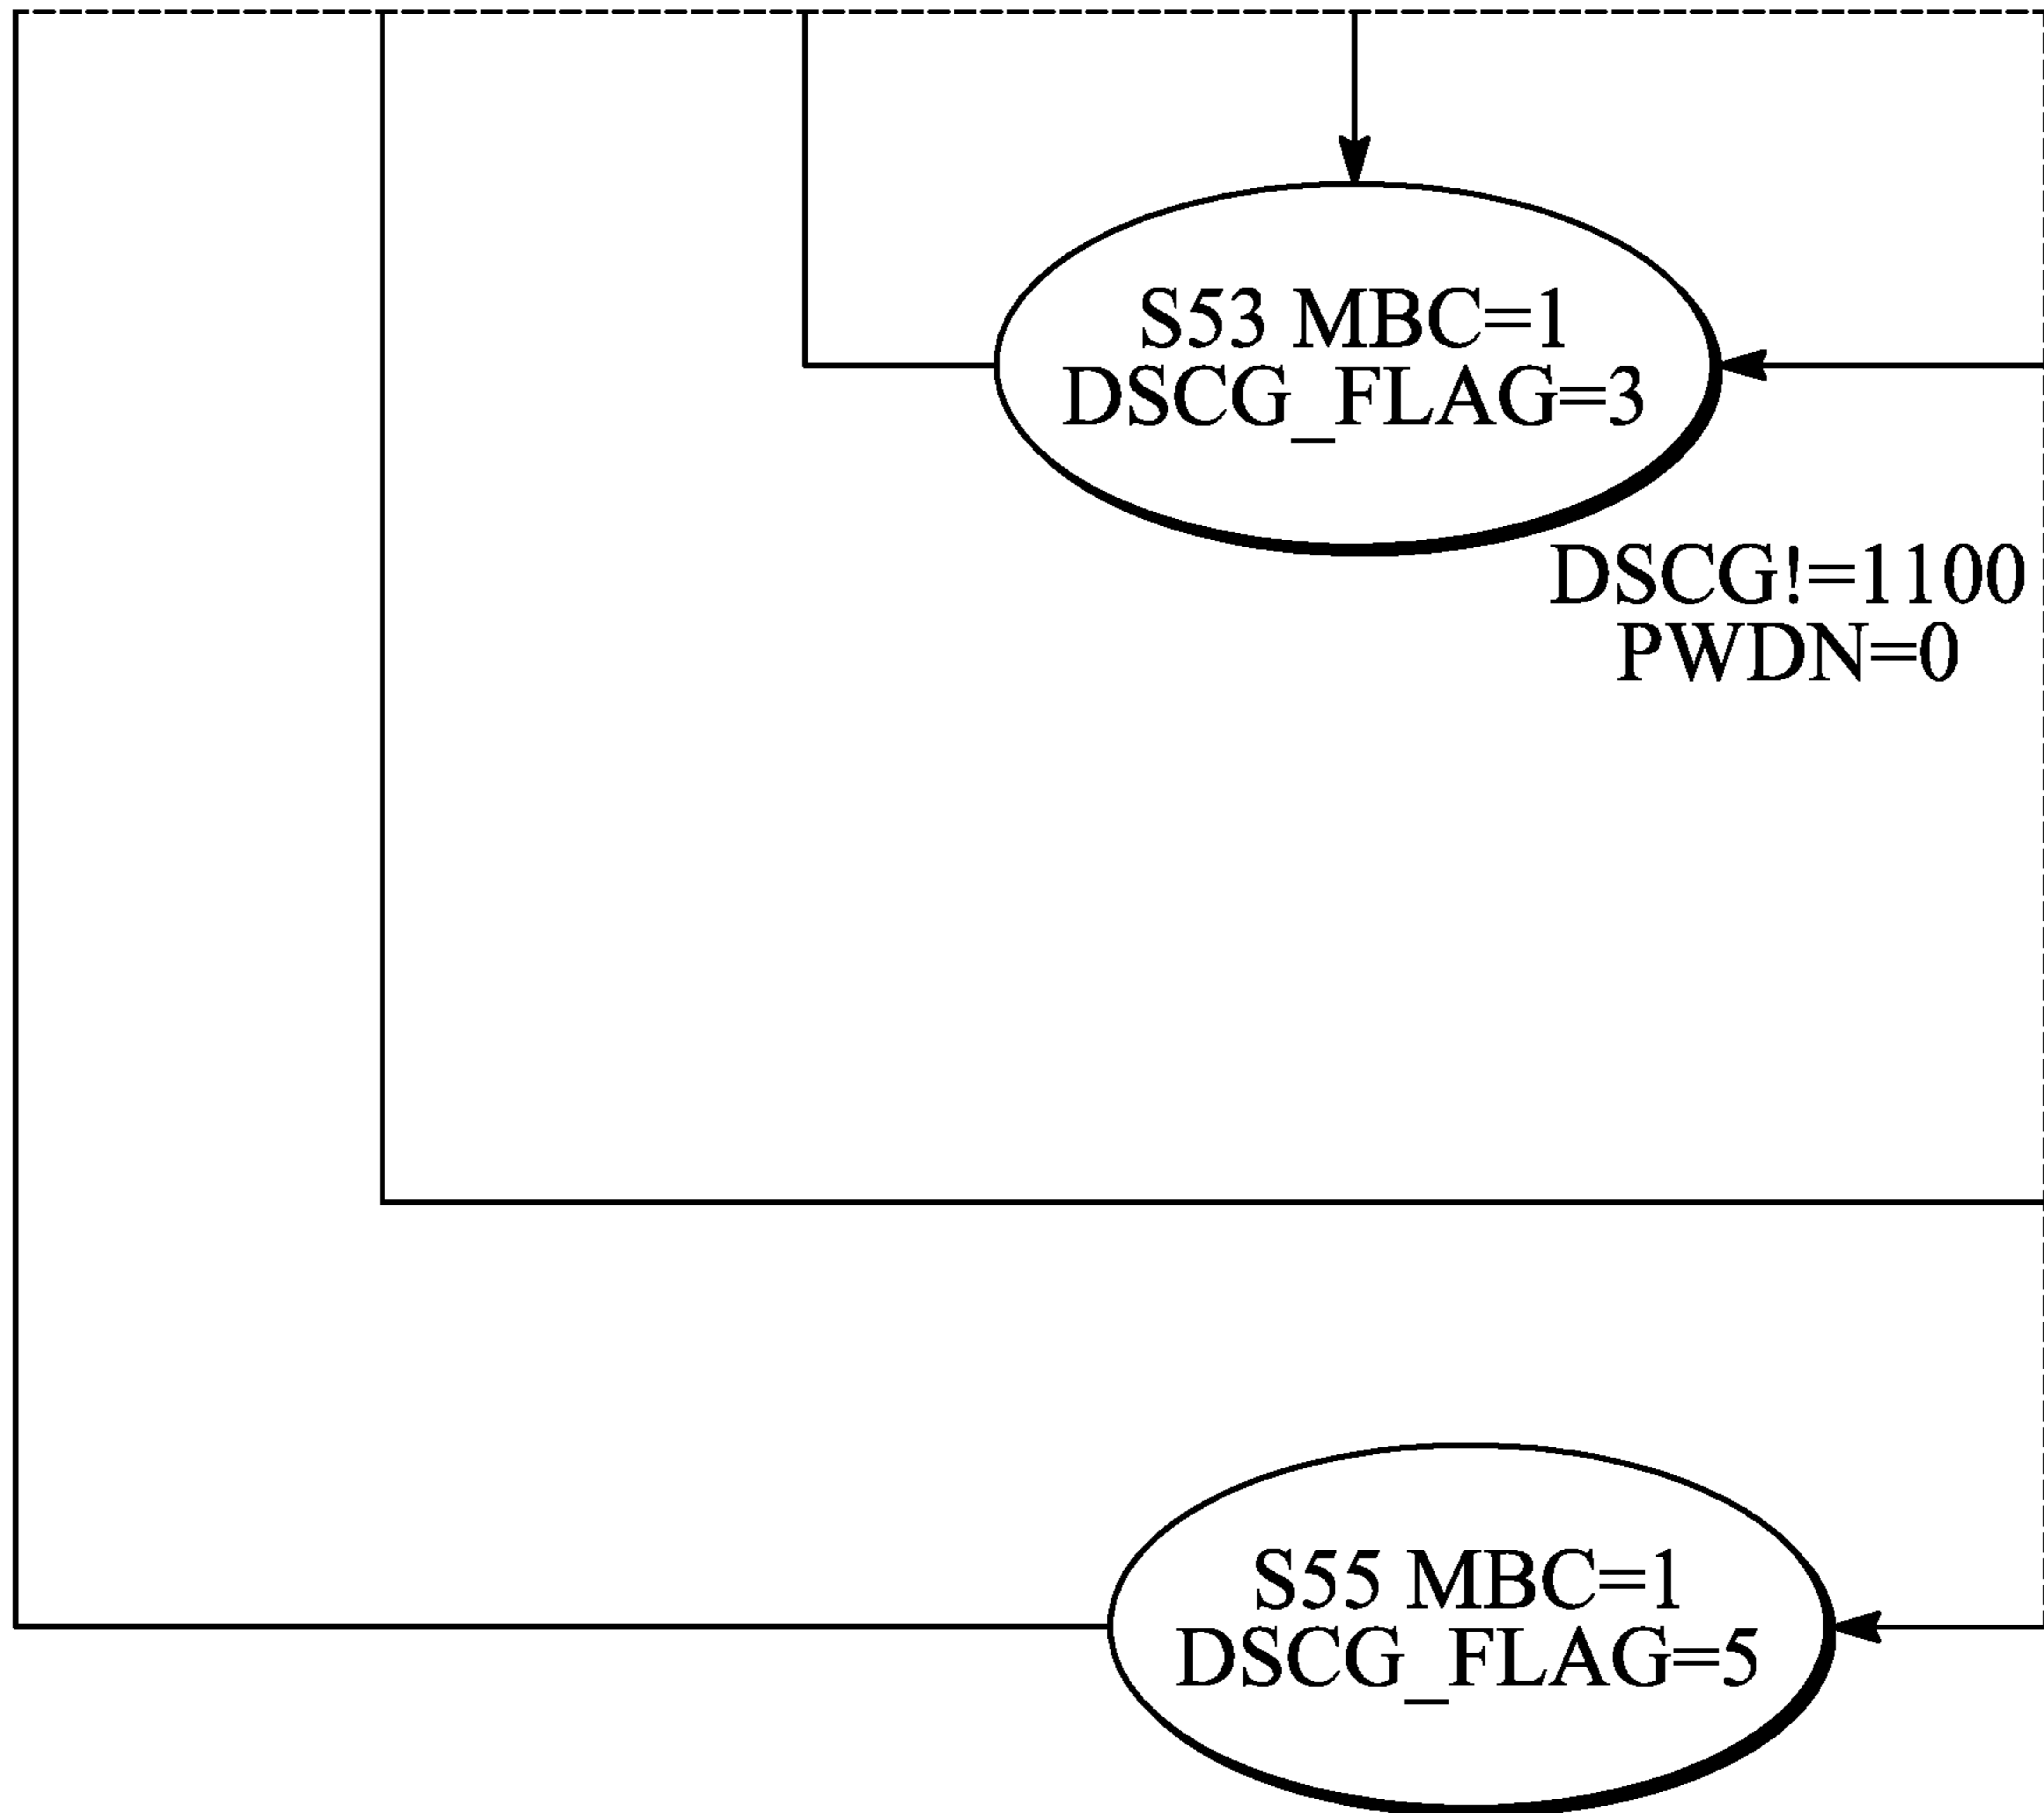 S53 MBC=1
DSCG_FLAG=3
DSCG!=1100
PWDN=0
S55 MBC=1
DSCG_FLAG=5